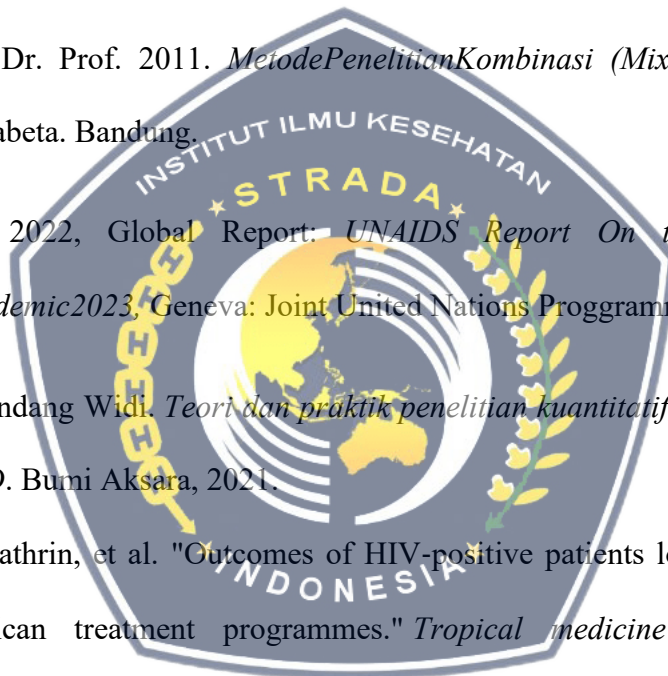 Dr. Prof. 2011. MetodePenelitianKombinasi (Mix
abeta. Bandung.
INSTITUT ILMU KESEHATAN
STRADA
2022, Global Report: UNAIDS Report On t
demic2023, Geneva: Joint United Nations Proggramm
ndang Widi. Teori dan praktik penelitian kuantitatif
. Bumi Aksara, 2021.
athrin, et al. "Outcomes of HIV-positive patients lo
INDONESIA
can treatment programmes." Tropical medicine